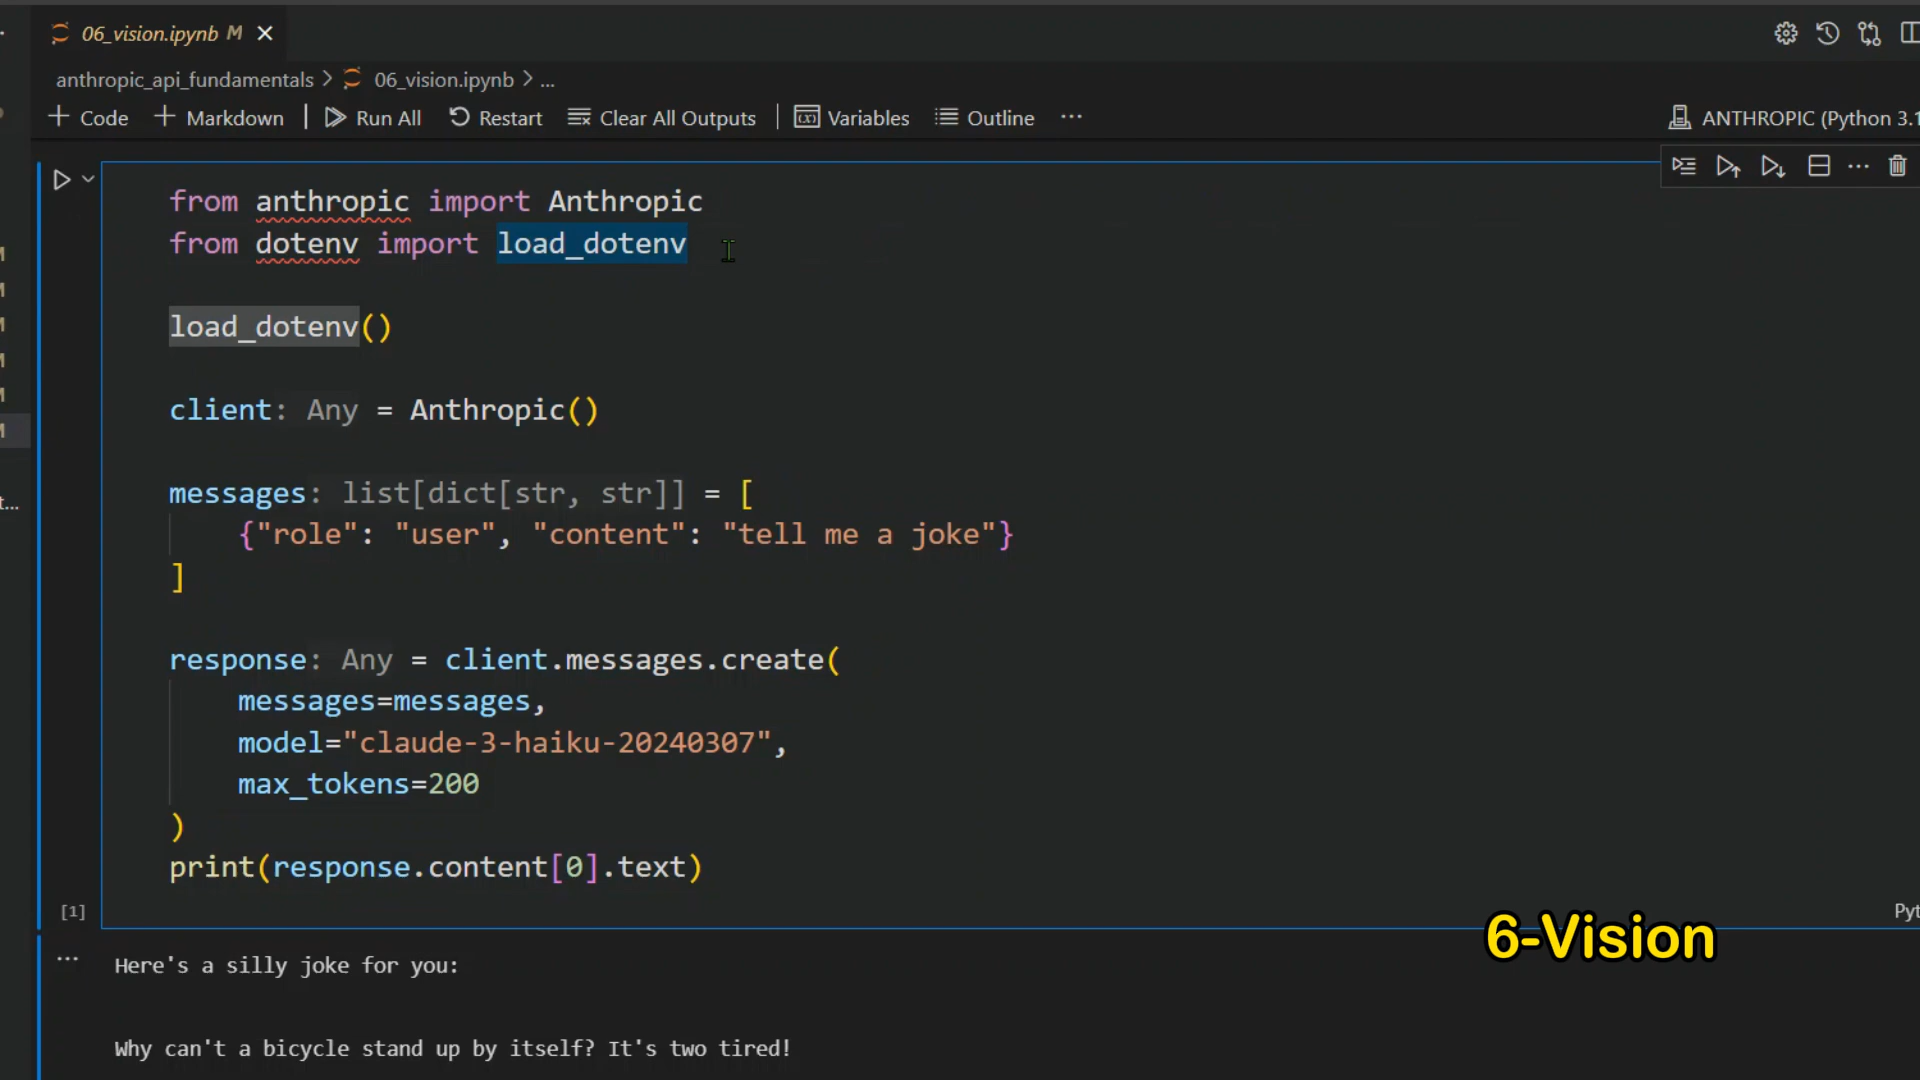 06_vision.ipynb M
anthropic_api_fundamentals > 06_vision.ipynb > ...
+ Code + Markdown | Run All Restart Clear All Outputs | Variables Outline ...
ANTHROPIC (Python 3.1
from anthropic import Anthropic
from dotenv import load_dotenv
load_dotenv()
client: Any = Anthropic()
messages: list[dict[str, str]] = [
{"role": "user", "content": "tell me a joke"}
]
response: Any = client.messages.create(
messages=messages,
model="claude-3-haiku-20240307",
max_tokens=200
)
print(response.content[0].text)
[1]
6-Vision
Here's a silly joke for you:
Why can't a bicycle stand up by itself? It's two tired!